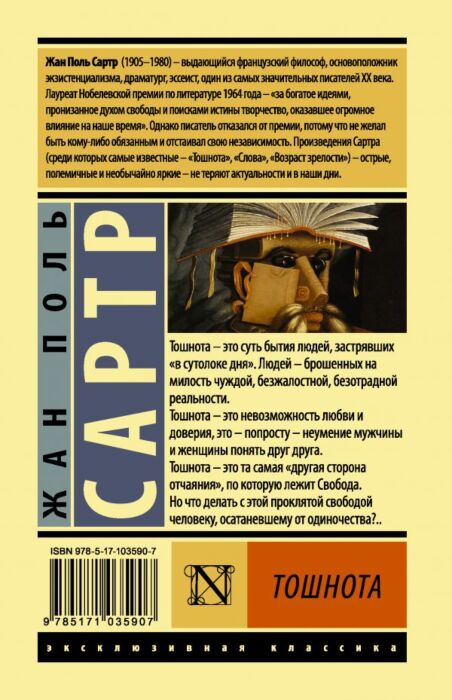 Жан Поль Сартр (1905–1980) – выдающийся французский философ, основоположник
экзистенциализма, драматург, эссеист, один из самых значительных писателей XX века.
Лауреат Нобелевской премии по литературе 1964 года – «за богатое идеями,
пронизанное духом свободы и поисками истины творчество, оказавшее огромное
влияние на наше время». Однако писатель отказался от премии, потому что не желал
быть кому-либо обязанным и отстаивал свою независимость. Произведения Сартра
(среди которых самые известные – «Тошнота», «Слова», «Возраст зрелости») – острые,
полемичные и необычайно яркие – не теряют актуальности и в наши дни.
ЖАН ПОЛЬ
САРТР
Тошнота – это суть бытия людей, застрявших
«в сутолоке дня». Людей – брошенных на
милость чуждой, безжалостной, безотрадной
реальности.
Тошнота – это невозможность любви и
доверия, это – попросту – неумение мужчины
и женщины понять друг друга.
Тошнота – это та самая «другая сторона
отчаяния», по которую лежит Свобода.
Но что делать с этой проклятой свободой
человеку, осатаневшему от одиночества?..
ISBN 978-5-17-103590-7
9 785171 035907
N
ТОШНОТА
эксклюзивная классика